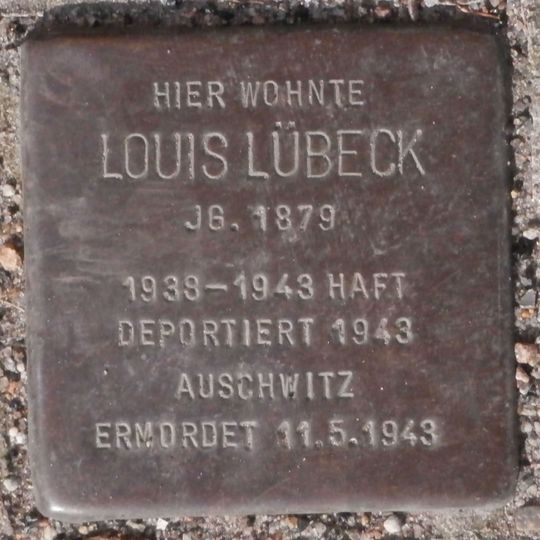 HIER WOHNTE
LOUIS LÜBECK
JG. 1879
1938–1943 HAFT
DEPORTIERT 1943
AUSCHWITZ
ERMORDET 11.5.1943